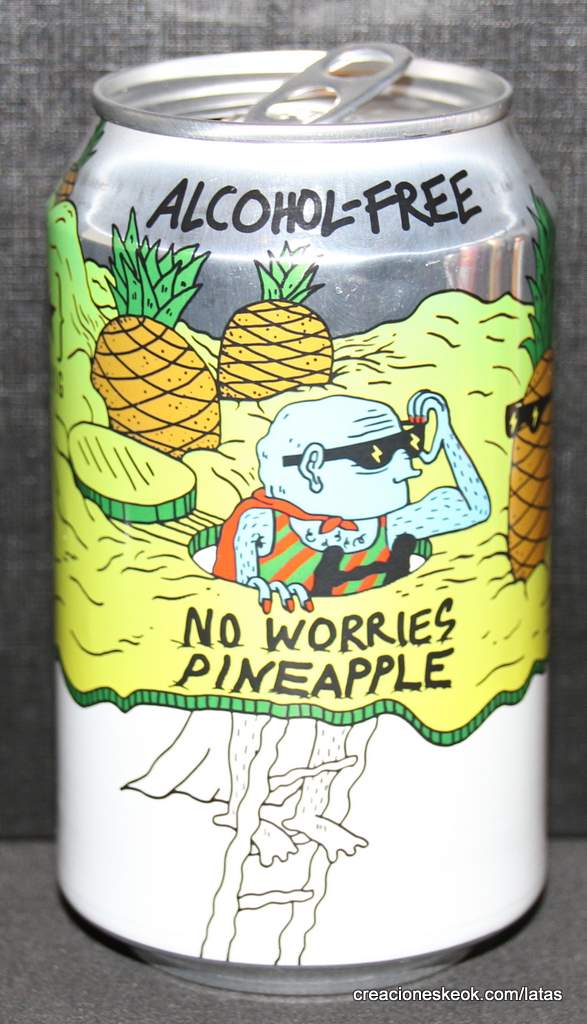 ALCOHOL-FREE
NO WORRIES
PINEAPPLE
creacioneskeok.com/latas